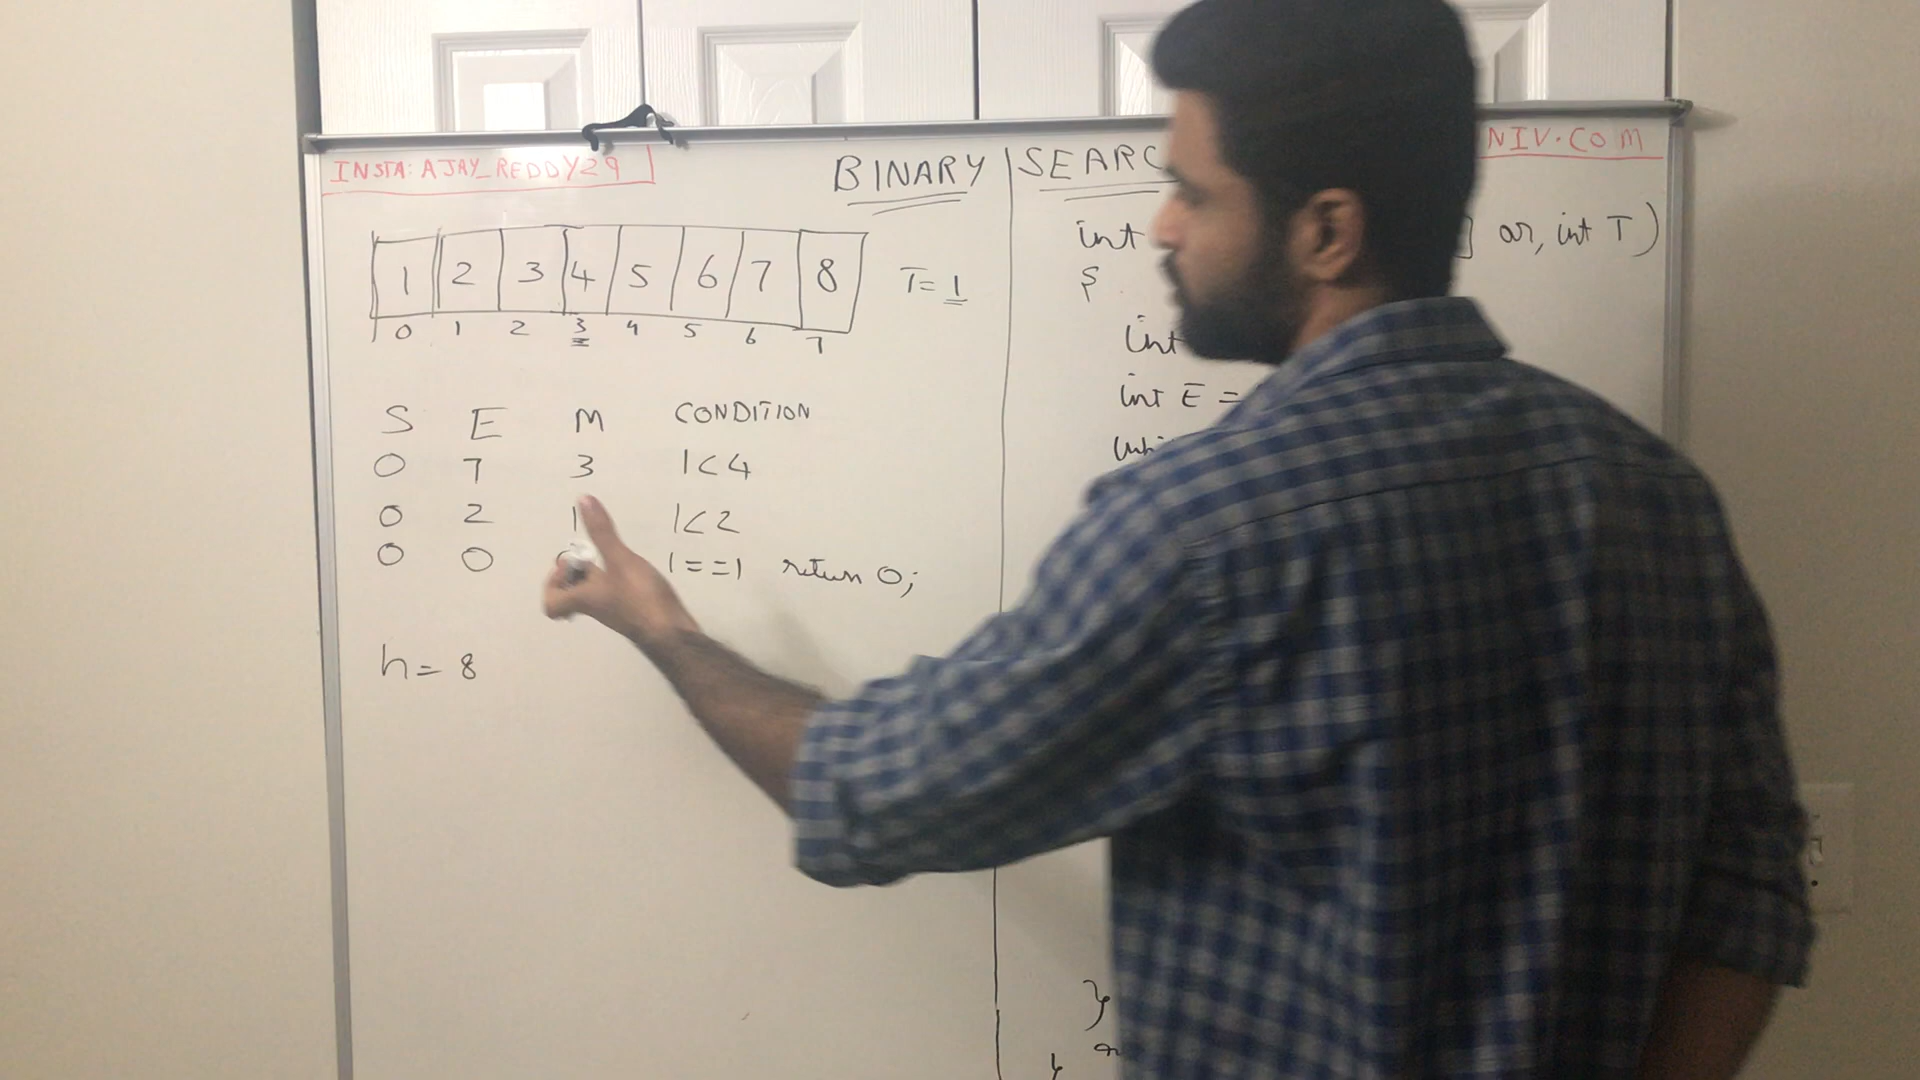 INSTA: AJAY_REDDY29
BINARY SEARC
NIV.COM
1 2 3 4 5 6 7 8 T= 1
0 1 2 3 4 5 6 7
S E M CONDITION
0 7 3 1<4
0 2 1 1<2
0 0 1==1 return 0;
n= 8
int ] ar, int T)
{
int
int E =
}